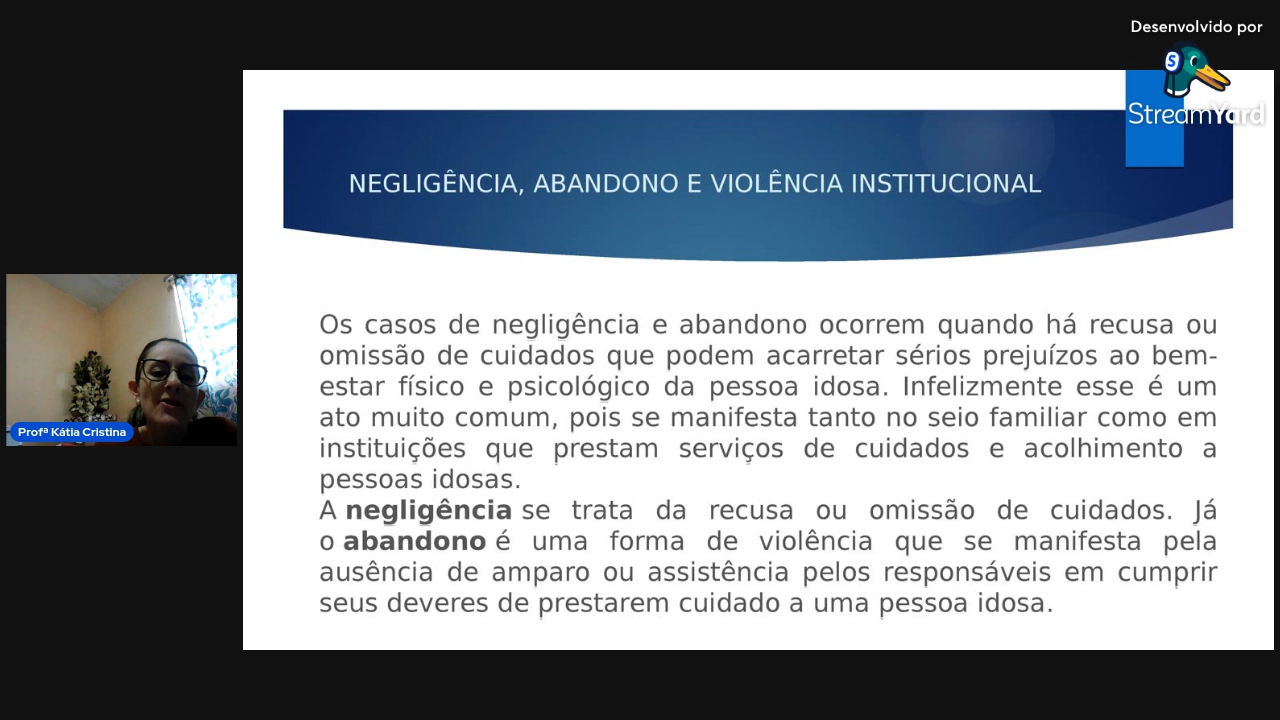 Desenvolvido por
StreamYard
NEGLIGÊNCIA, ABANDONO E VIOLÊNCIA INSTITUCIONAL
Os casos de negligência e abandono ocorrem quando há recusa ou
omissão de cuidados que podem acarretar sérios prejuízos ao bem-
estar físico e psicológico da pessoa idosa. Infelizmente esse é um
ato muito comum, pois se manifesta tanto no seio familiar como em
instituições que prestam serviços de cuidados e acolhimento a
pessoas idosas.
A negligência se trata da recusa ou omissão de cuidados. Já
o abandono é uma forma de violência que se manifesta pela
ausência de amparo ou assistência pelos responsáveis em cumprir
seus deveres de prestarem cuidado a uma pessoa idosa.
Profª Kátia Cristina